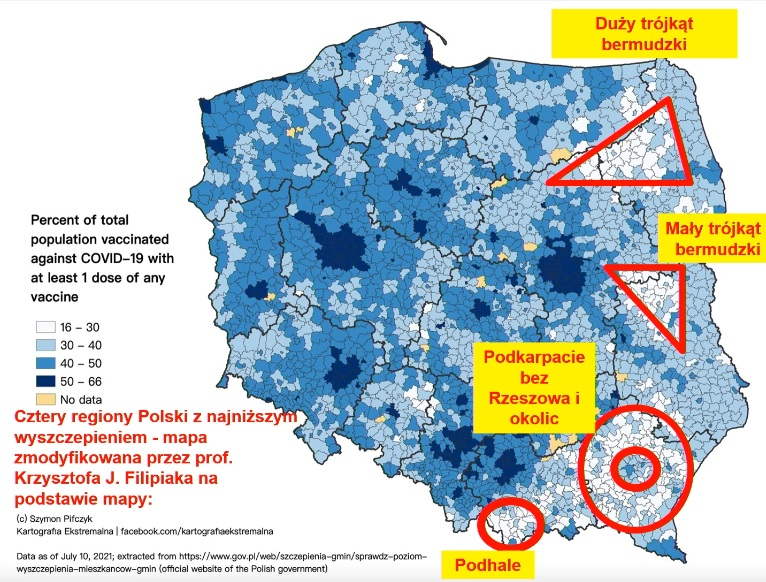 Duży trójkąt
bermudzki
Mały trójkąt
bermudzki
Percent of total
population vaccinated
against COVID-19 with
at least 1 dose of any
vaccine
16 – 30
30 – 40
40 – 50
50 – 66
No data
Podkarpacie
bez
Rzeszowa i
okolic
Cztery regiony Polski z najniższym
wyszczepieniem - mapa
zmodyfikowana przez prof.
Krzysztofa J. Filipiaka na
podstawie mapy:
(c) Szymon Pifczyk
Kartografia Ekstremalna | facebook.com/kartografiaekstremalna
Data as of July 10, 2021; extracted from https://www.gov.pl/web/szczepienia-gmin/sprawdz-poziom-
wyszczepienia-mieszkancow-gmin (official website of the Polish government)
Podhale